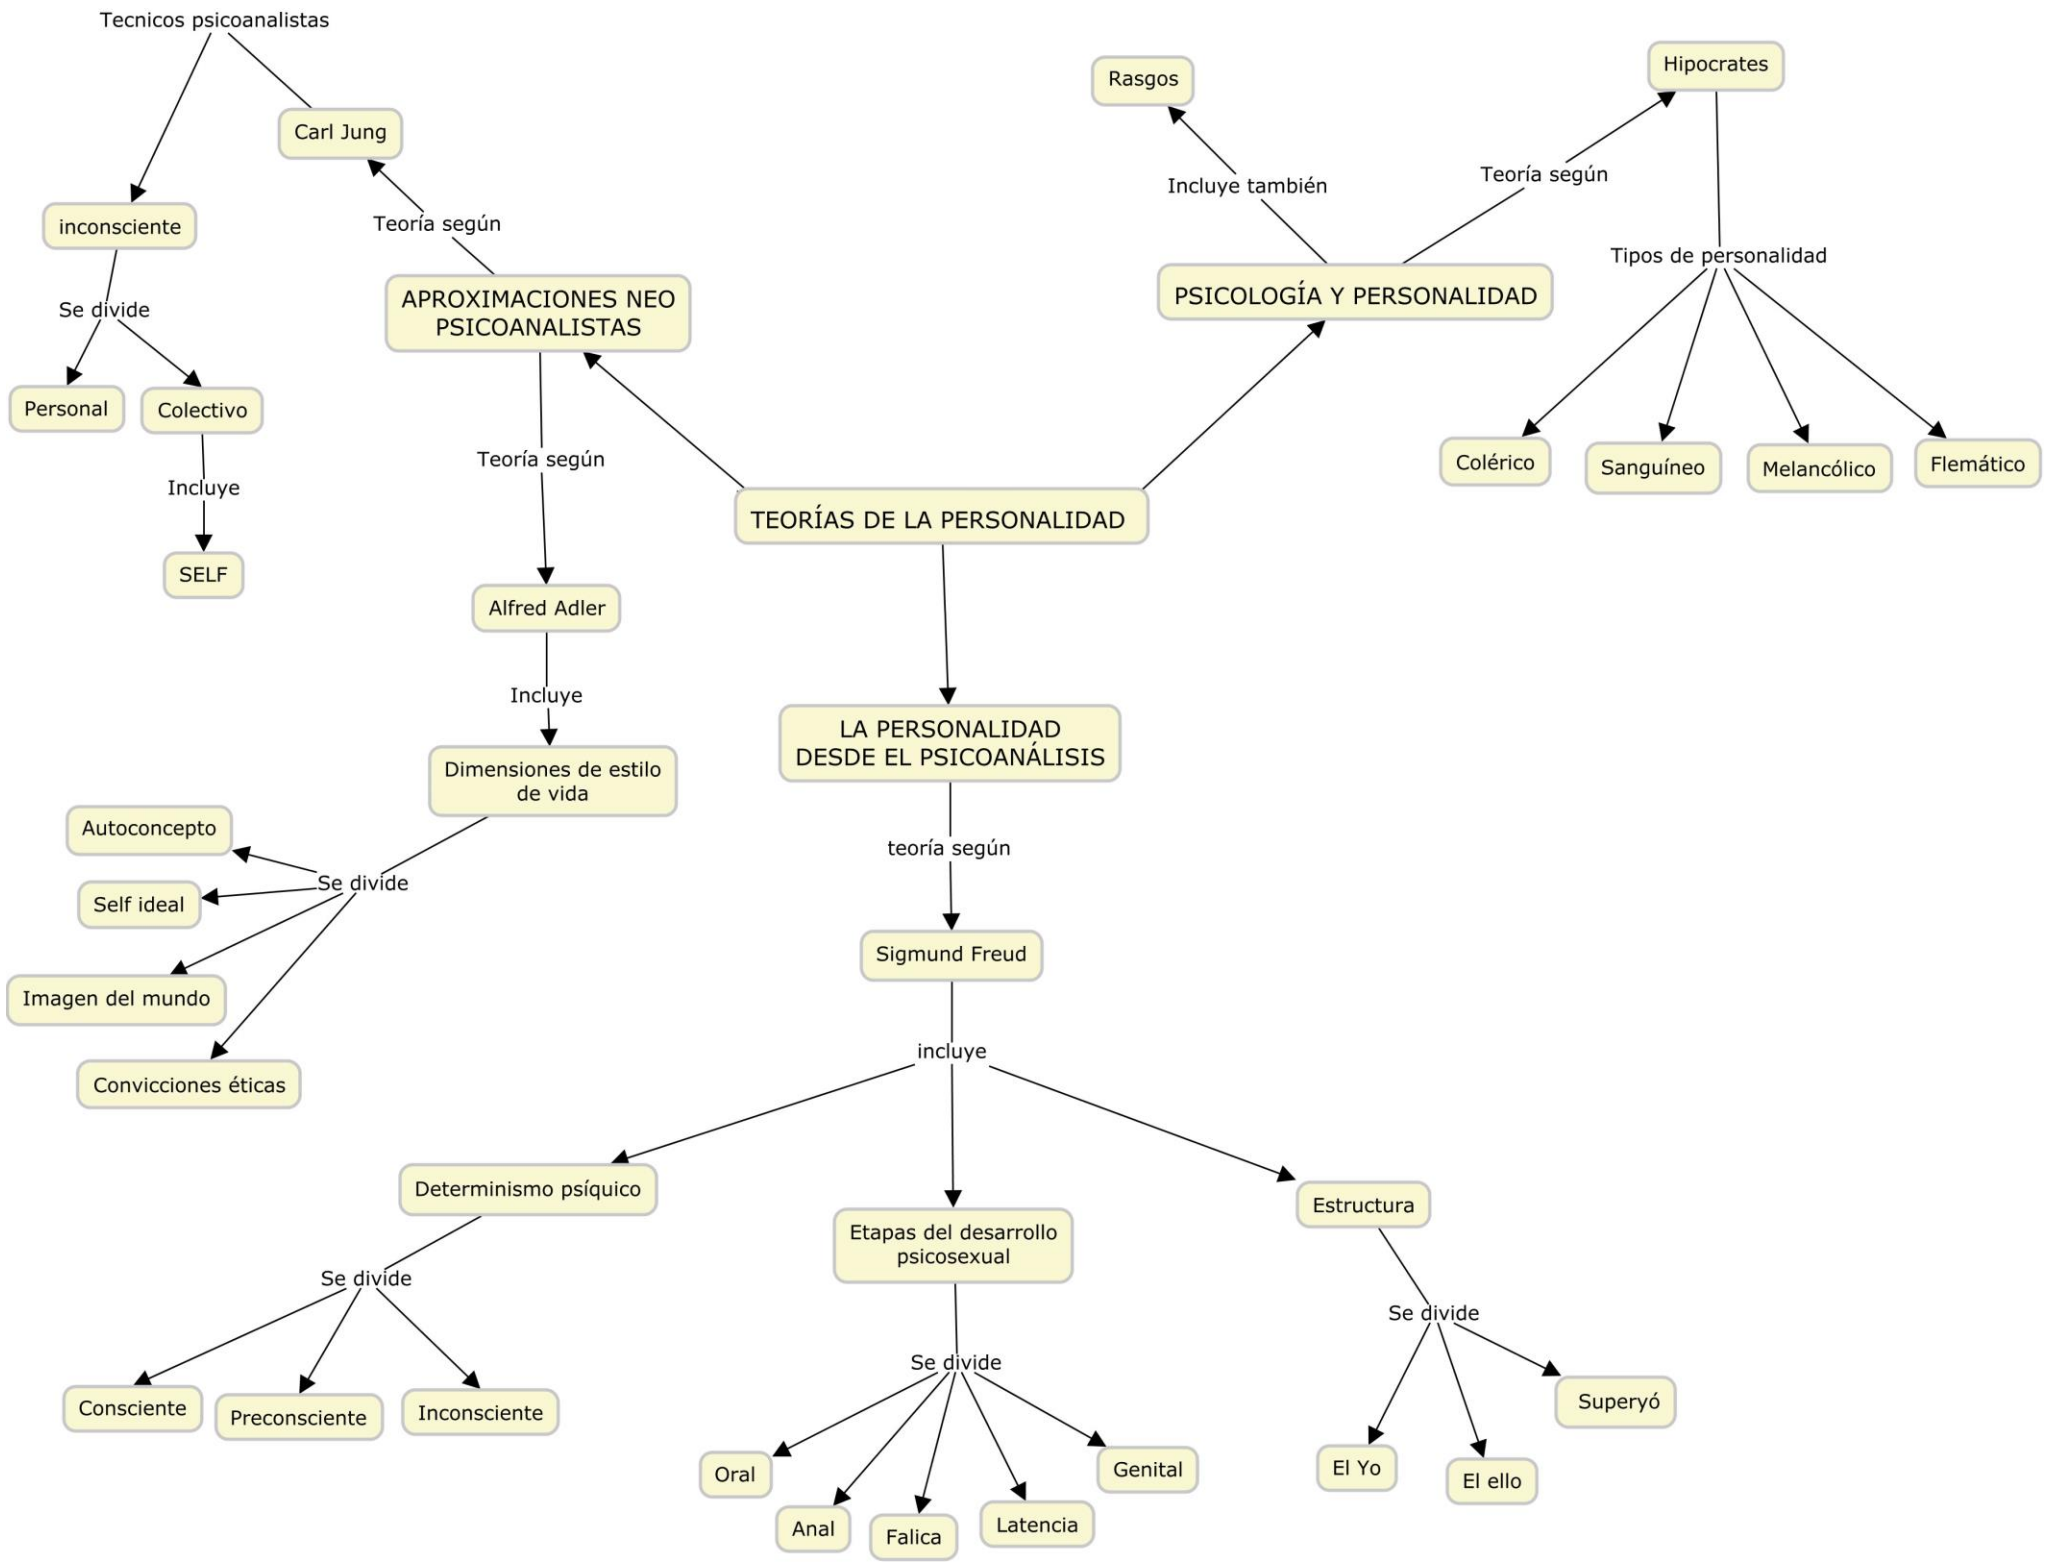 Tecnicos psicoanalistas
Carl Jung
inconsciente
Se divide
Personal
Colectivo
Incluye
SELF
Teoría según
APROXIMACIONES NEO
PSICOANALISTAS
Teoría según
Alfred Adler
Incluye
Dimensiones de estilo
de vida
Se divide
Autoconcepto
Self ideal
Imagen del mundo
Convicciones éticas
Rasgos
Incluye también
Hipocrates
Teoría según
PSICOLOGÍA Y PERSONALIDAD
Tipos de personalidad
Colérico
Sanguíneo
Melancólico
Flemático
TEORÍAS DE LA PERSONALIDAD
LA PERSONALIDAD
DESDE EL PSICOANÁLISIS
teoría según
Sigmund Freud
incluye
Determinismo psíquico
Se divide
Consciente
Preconsciente
Inconsciente
Etapas del desarrollo
psicosexual
Se divide
Oral
Anal
Falica
Latencia
Genital
Estructura
Se divide
El Yo
El ello
Superyó